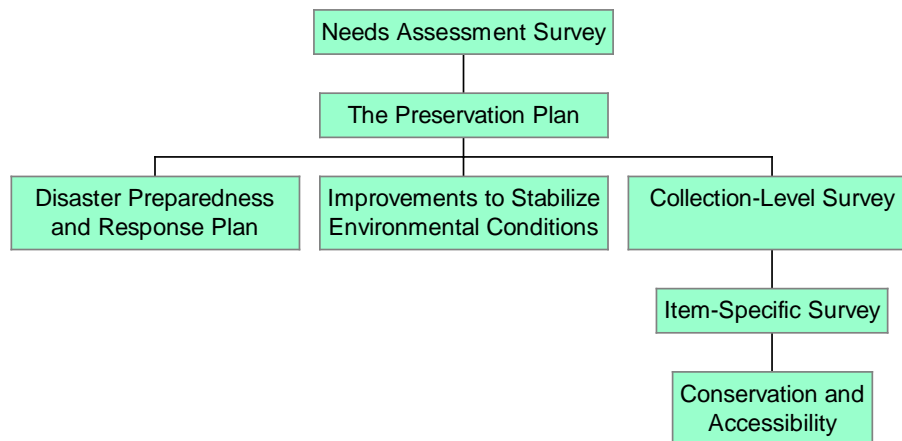 Needs Assessment Survey
The Preservation Plan
Disaster Preparedness
and Response Plan
Improvements to Stabilize
Environmental Conditions
Collection-Level Survey
Item-Specific Survey
Conservation and
Accessibility